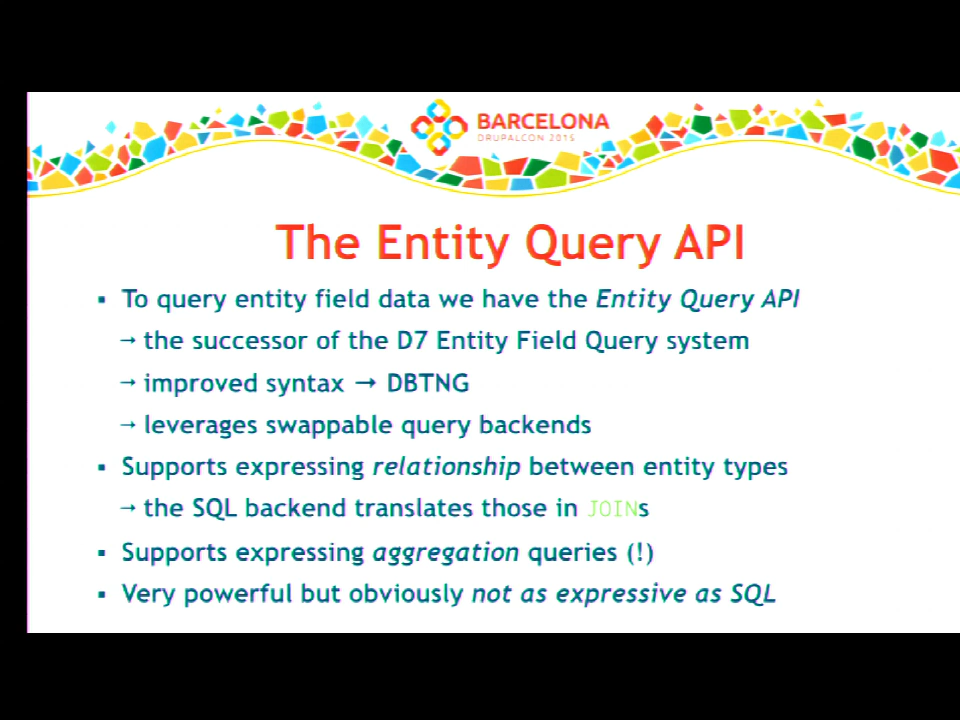 BARCELONA
DRUPALCON 2015
The Entity Query API
▪ To query entity field data we have the Entity Query API
→ the successor of the D7 Entity Field Query system
→ improved syntax → DBTNG
→ leverages swappable query backends
▪ Supports expressing relationship between entity types
→ the SQL backend translates those in JOINs
▪ Supports expressing aggregation queries (!)
▪ Very powerful but obviously not as expressive as SQL